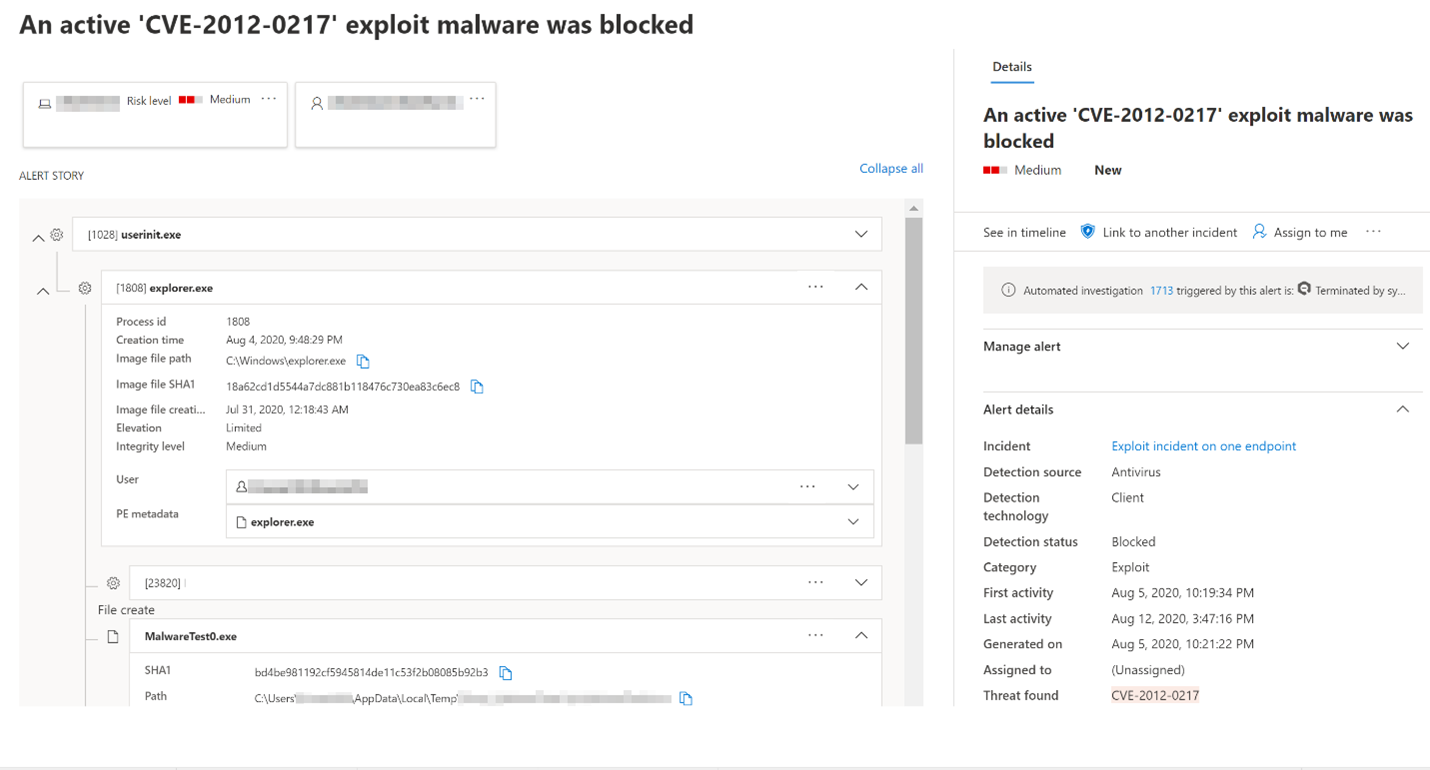 An active 'CVE-2012-0217' exploit malware was blocked
Risk level Medium ...
...
ALERT STORY
Collapse all
[1028] userinit.exe
[1808] explorer.exe ...
Process id 1808
Creation time Aug 4, 2020, 9:48:29 PM
Image file path C:\Windows\explorer.exe
Image file SHA1 18a62cd1d5544a7dc881b118476c730ea83c6ec8
Image file creati... Jul 31, 2020, 12:18:43 AM
Elevation Limited
Integrity level Medium
User ...
PE metadata explorer.exe
[23820] ...
File create
MalwareTest0.exe ...
SHA1 bd4be981192cf5945814de11c53f2b08085b92b3
Path C:\Users\ \AppData\Local\Temp\
Details
An active 'CVE-2012-0217' exploit malware was
blocked
Medium New
See in timeline Link to another incident Assign to me ...
Automated investigation 1713 triggered by this alert is: Terminated by sy...
Manage alert
Alert details
Incident Exploit incident on one endpoint
Detection source Antivirus
Detection Client
technology
Detection status Blocked
Category Exploit
First activity Aug 5, 2020, 10:19:34 PM
Last activity Aug 12, 2020, 3:47:16 PM
Generated on Aug 5, 2020, 10:21:22 PM
Assigned to (Unassigned)
Threat found CVE-2012-0217